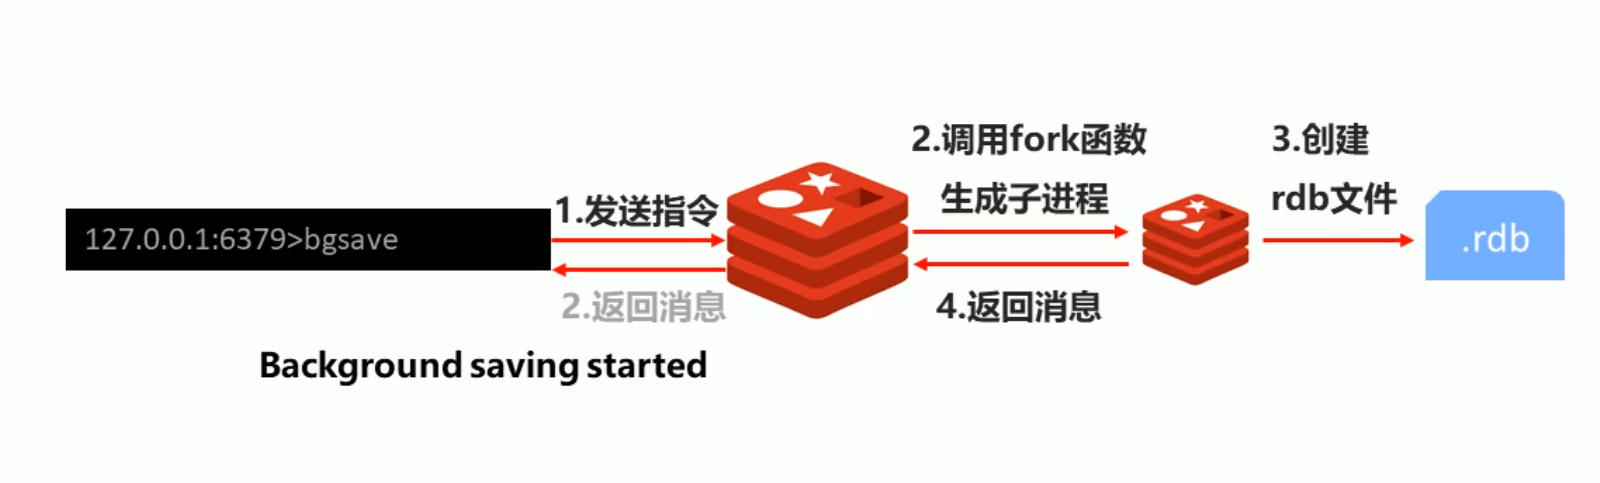 127.0.0.1:6379>bgsave
1.发送指令
2.返回消息
Background saving started
2.调用fork函数
生成子进程
4.返回消息
3.创建
rdb文件
.rdb